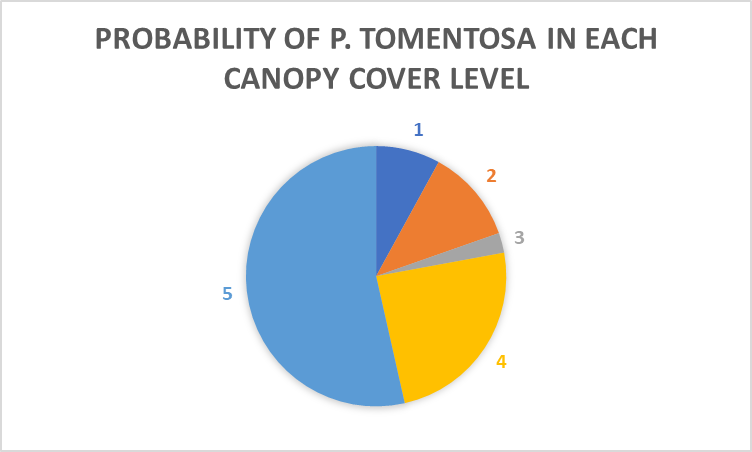 PROBABILITY OF P. TOMENTOSA IN EACH
CANOPY COVER LEVEL
1
2
3
4
5